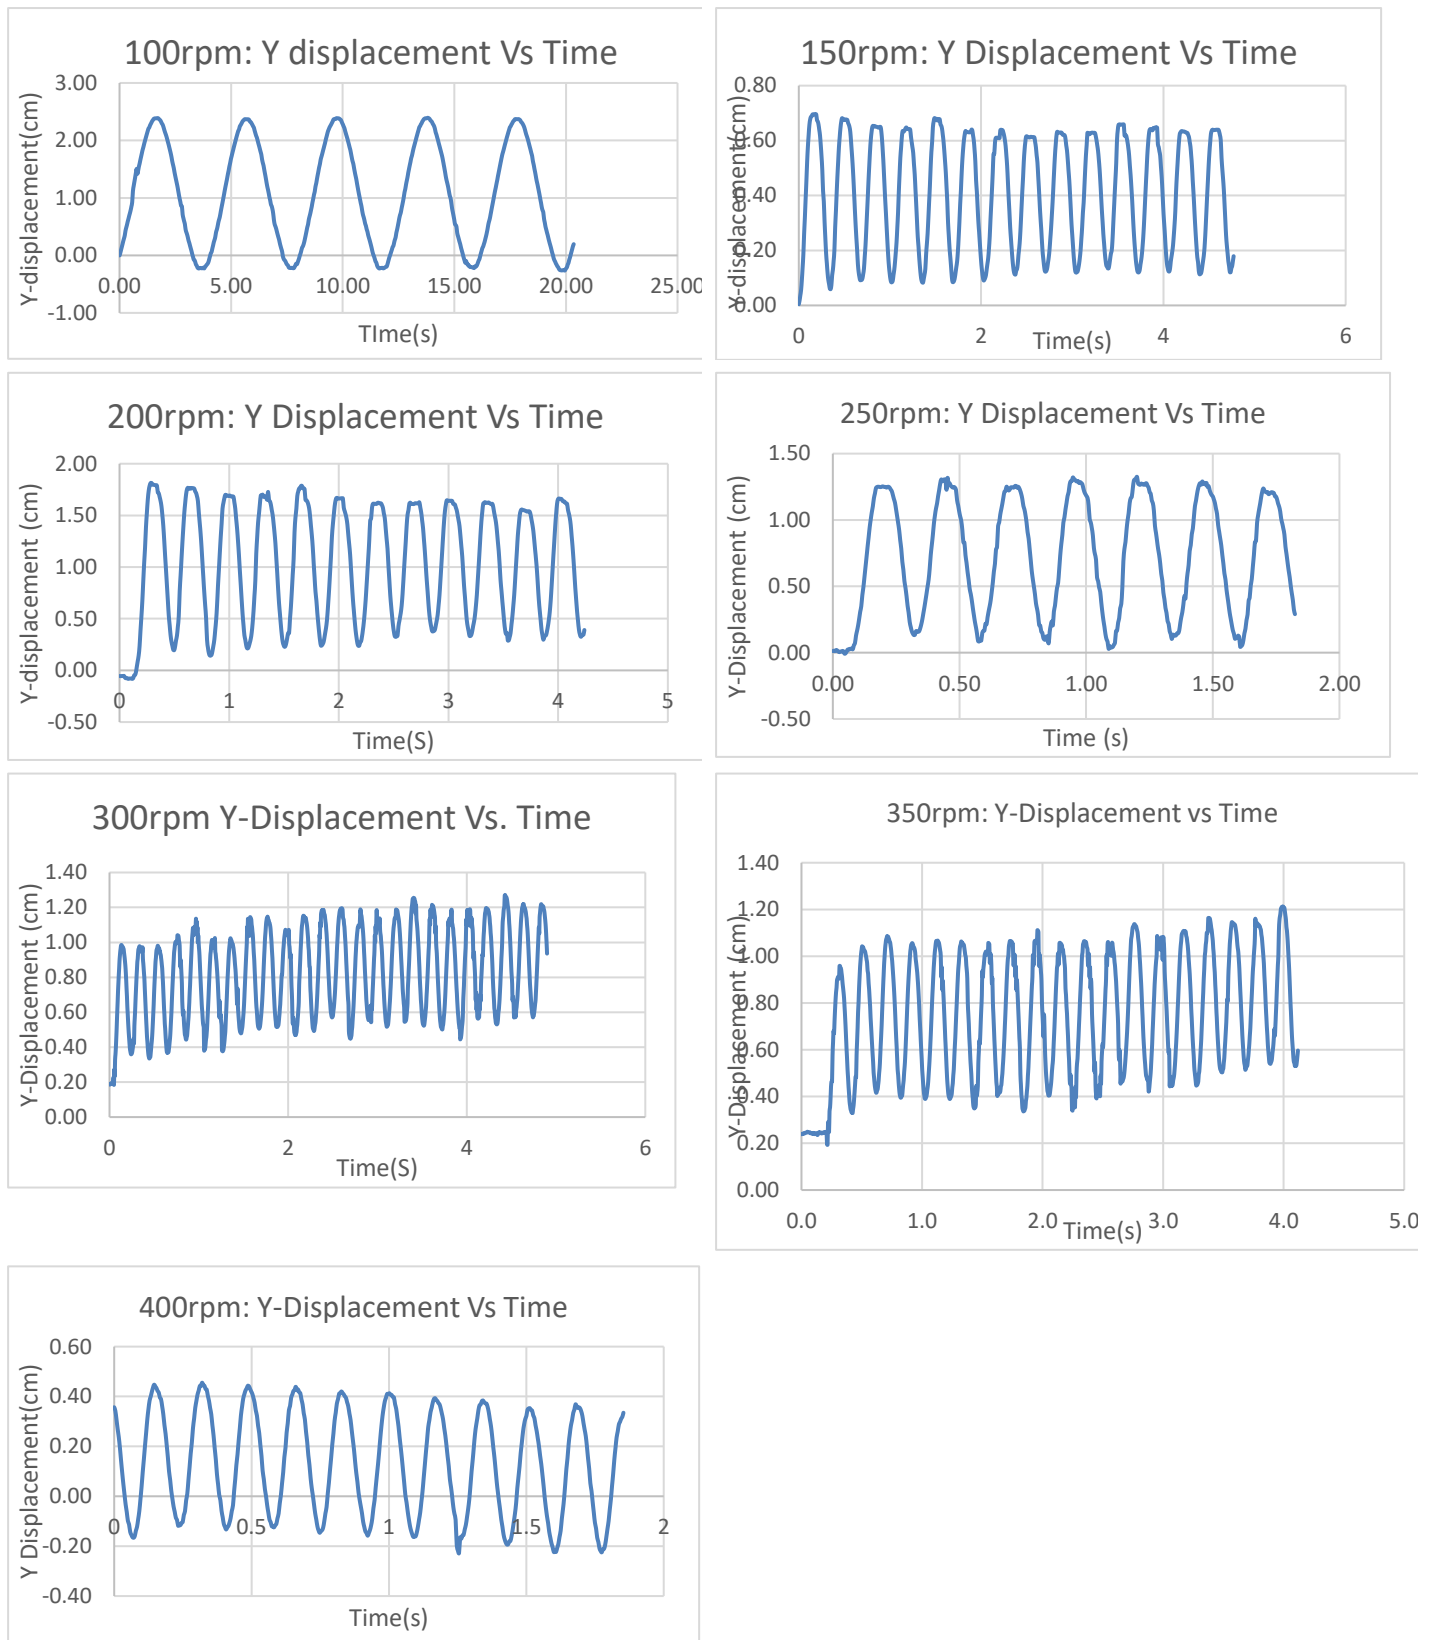 100rpm: Y displacement Vs Time
Y-displacement(cm)
3.00
2.00
1.00
0.00
-1.00
0.00 5.00 10.00 15.00 20.00 25.00
TIme(s)
150rpm: Y Displacement Vs Time
Y-displacement(cm)
0.80
0.60
0.40
0.20
0.00
0 2 4 6
Time(s)
200rpm: Y Displacement Vs Time
Y-displacement (cm)
2.00
1.50
1.00
0.50
0.00
-0.50
0 1 2 3 4 5
Time(S)
250rpm: Y Displacement Vs Time
Y-Displacement (cm)
1.50
1.00
0.50
0.00
-0.50
0.00 0.50 1.00 1.50 2.00
Time (s)
300rpm Y-Displacement Vs. Time
Y-Displacement (cm)
1.40
1.20
1.00
0.80
0.60
0.40
0.20
0.00
0 2 4 6
Time(S)
350rpm: Y-Displacement vs Time
Y-Displacement (cm)
1.40
1.20
1.00
0.80
0.60
0.40
0.20
0.00
0.0 1.0 2.0 3.0 4.0 5.0
Time(s)
400rpm: Y-Displacement Vs Time
Y Displacement(cm)
0.60
0.40
0.20
0.00
-0.20
-0.40
0 0.5 1 1.5 2
Time(s)